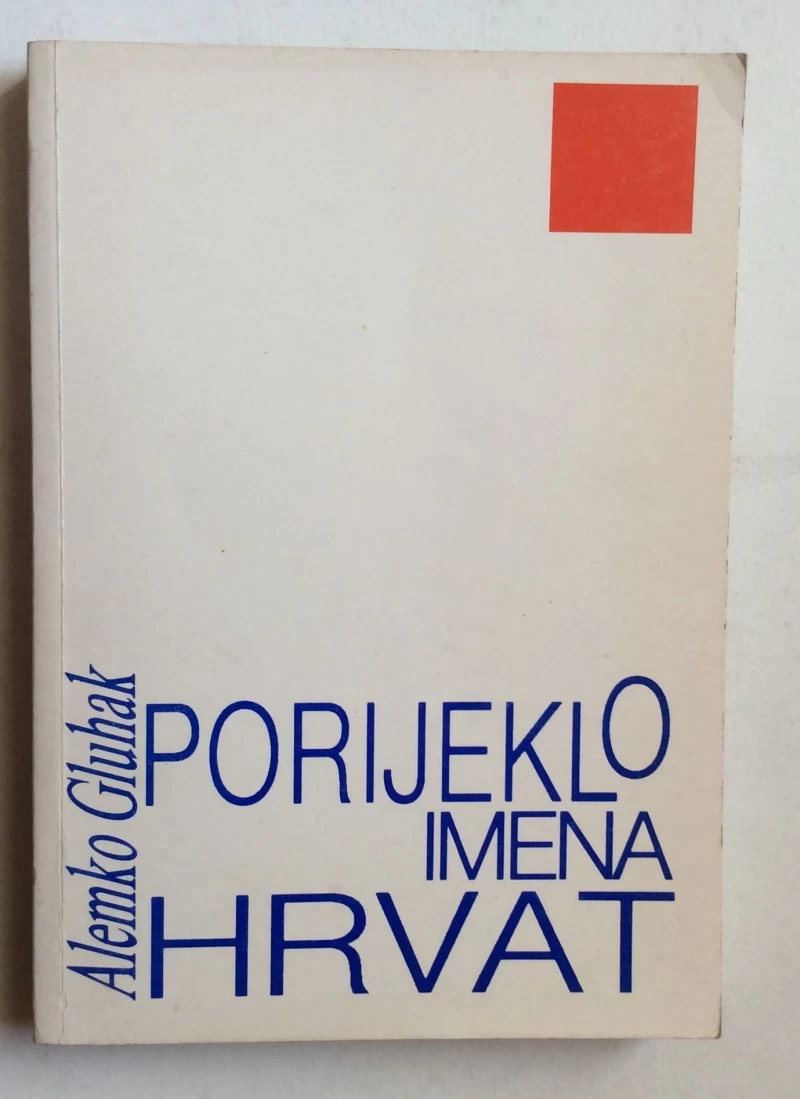 Alemko Gluhak
PORIJEKLO
IMENA
HRVAT